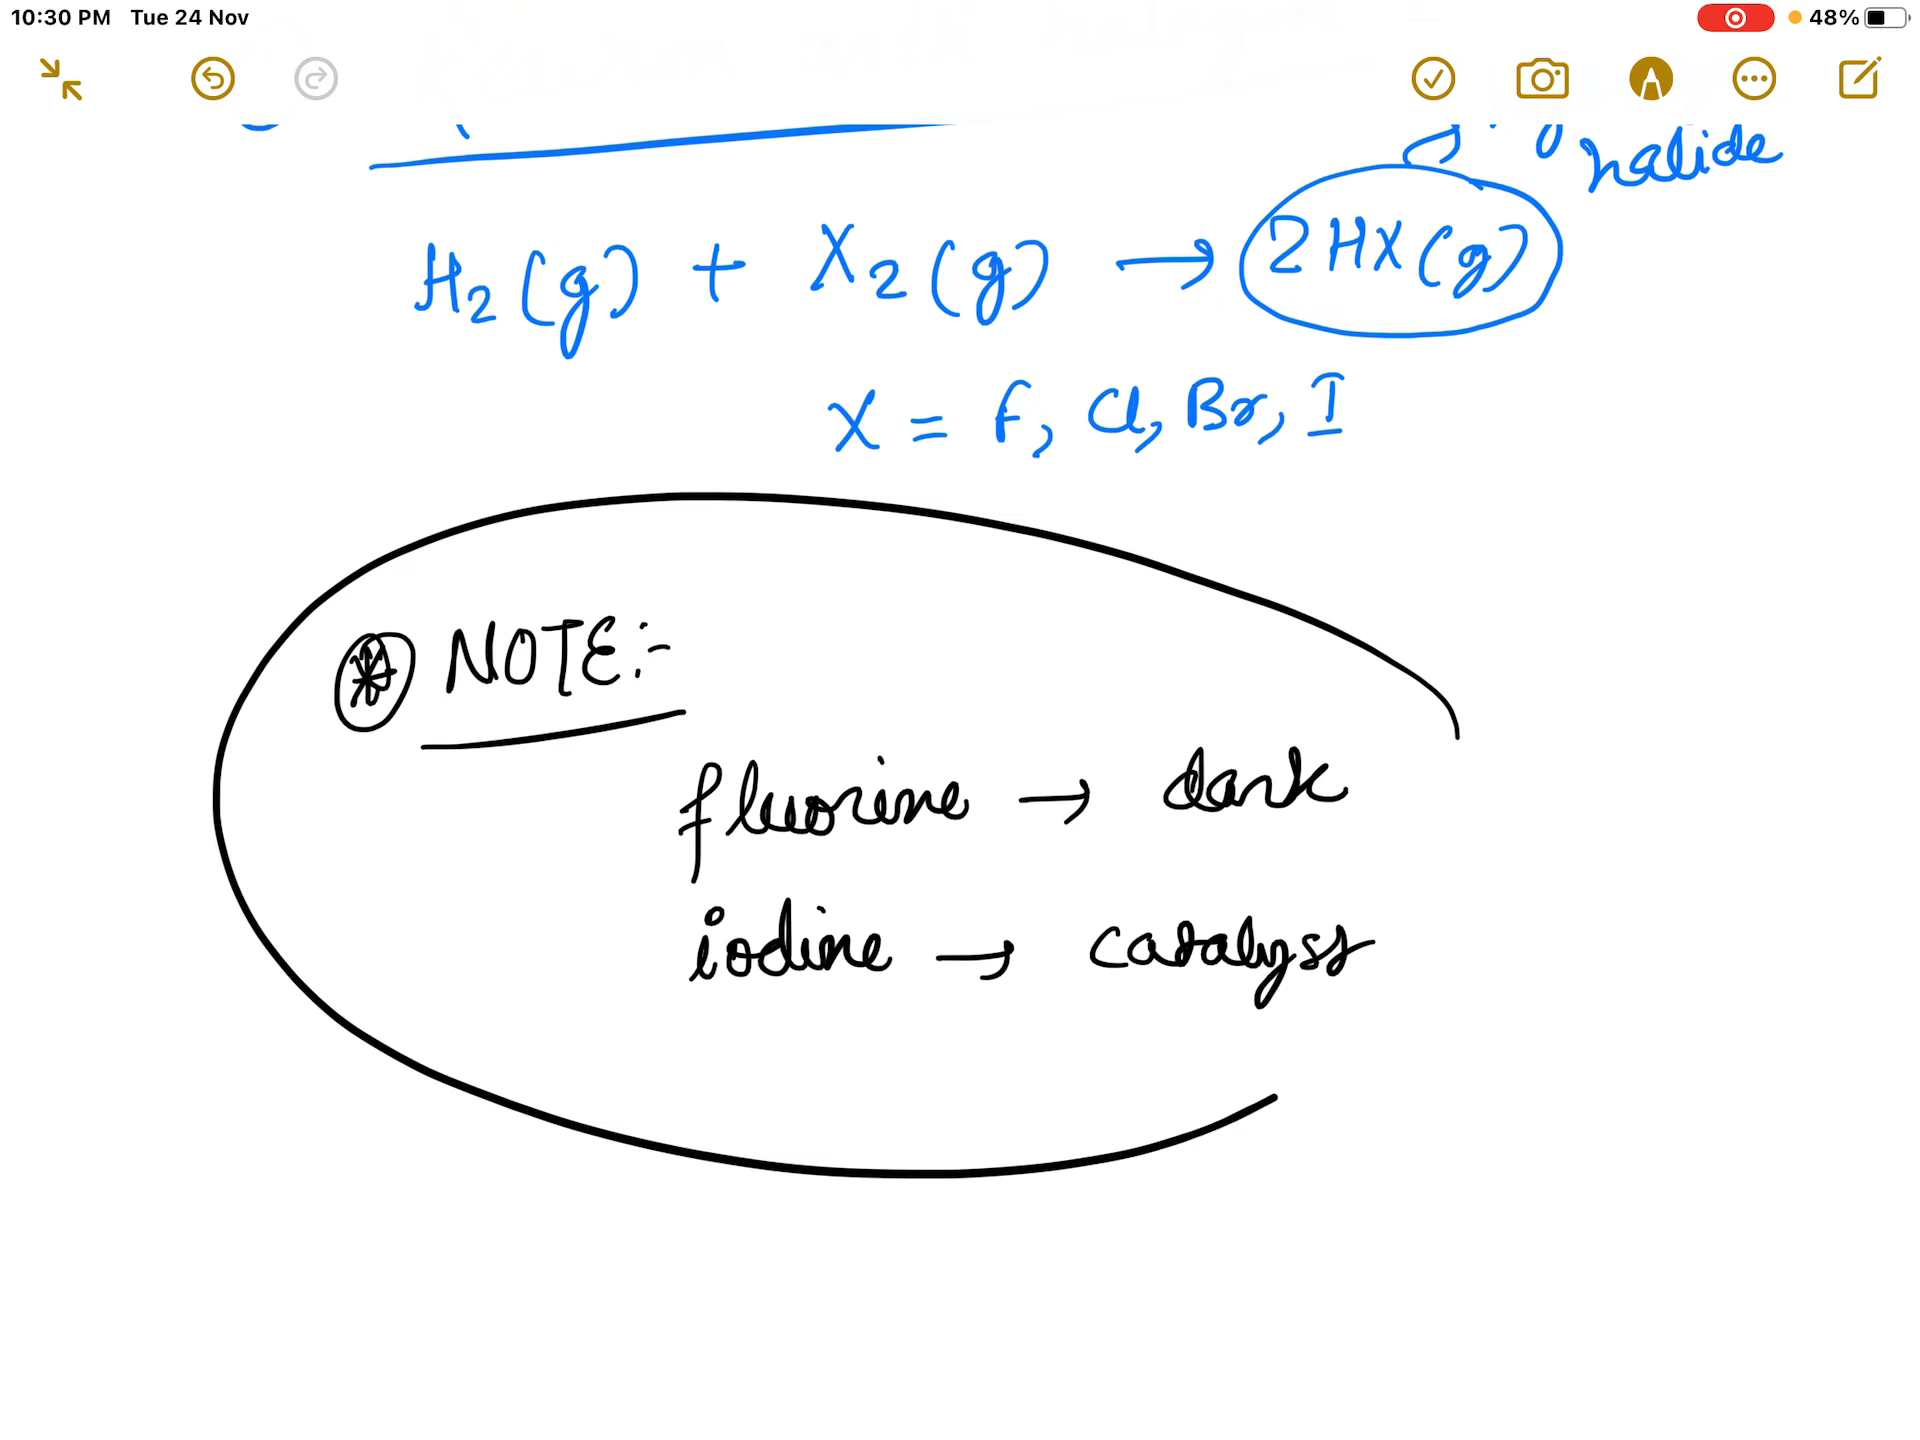 10:30 PM Tue 24 Nov
48%
halide
H₂(g) + X₂(g) → 2HX(g)
X = F, Cl, Br, I
* NOTE:-
fluorine → dark
iodine → catalyst